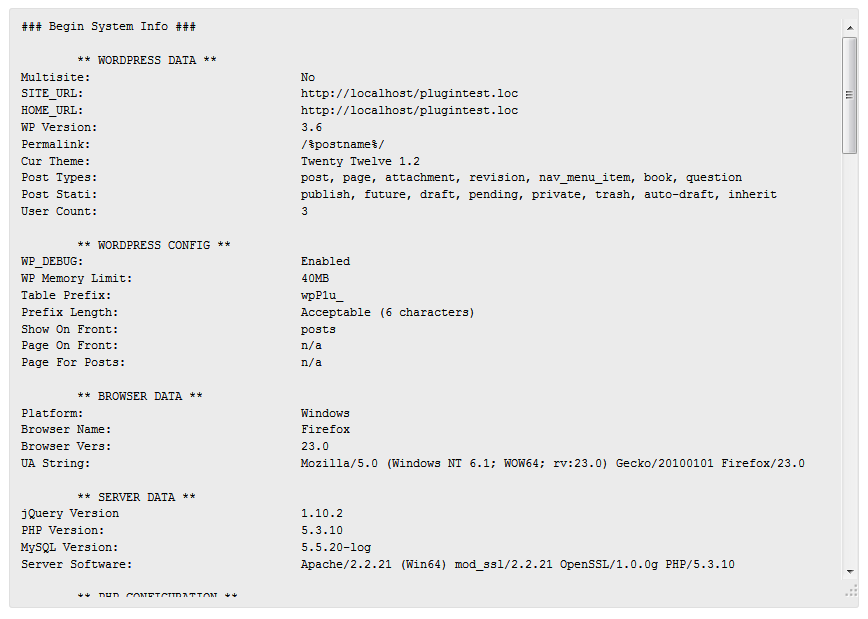 ### Begin System Info ###
** WORDPRESS DATA **
Multisite: No
SITE_URL: http://localhost/plugintest.loc
HOME_URL: http://localhost/plugintest.loc
WP Version: 3.6
Permalink: /%postname%/
Cur Theme: Twenty Twelve 1.2
Post Types: post, page, attachment, revision, nav_menu_item, book, question
Post Stati: publish, future, draft, pending, private, trash, auto-draft, inherit
User Count: 3
** WORDPRESS CONFIG **
WP_DEBUG: Enabled
WP Memory Limit: 40MB
Table Prefix: wpP1u_
Prefix Length: Acceptable (6 characters)
Show On Front: posts
Page On Front: n/a
Page For Posts: n/a
** BROWSER DATA **
Platform: Windows
Browser Name: Firefox
Browser Vers: 23.0
UA String: Mozilla/5.0 (Windows NT 6.1; WOW64; rv:23.0) Gecko/20100101 Firefox/23.0
** SERVER DATA **
jQuery Version 1.10.2
PHP Version: 5.3.10
MySQL Version: 5.5.20-log
Server Software: Apache/2.2.21 (Win64) mod_ssl/2.2.21 OpenSSL/1.0.0g PHP/5.3.10
** PHP CONFIGURATION **